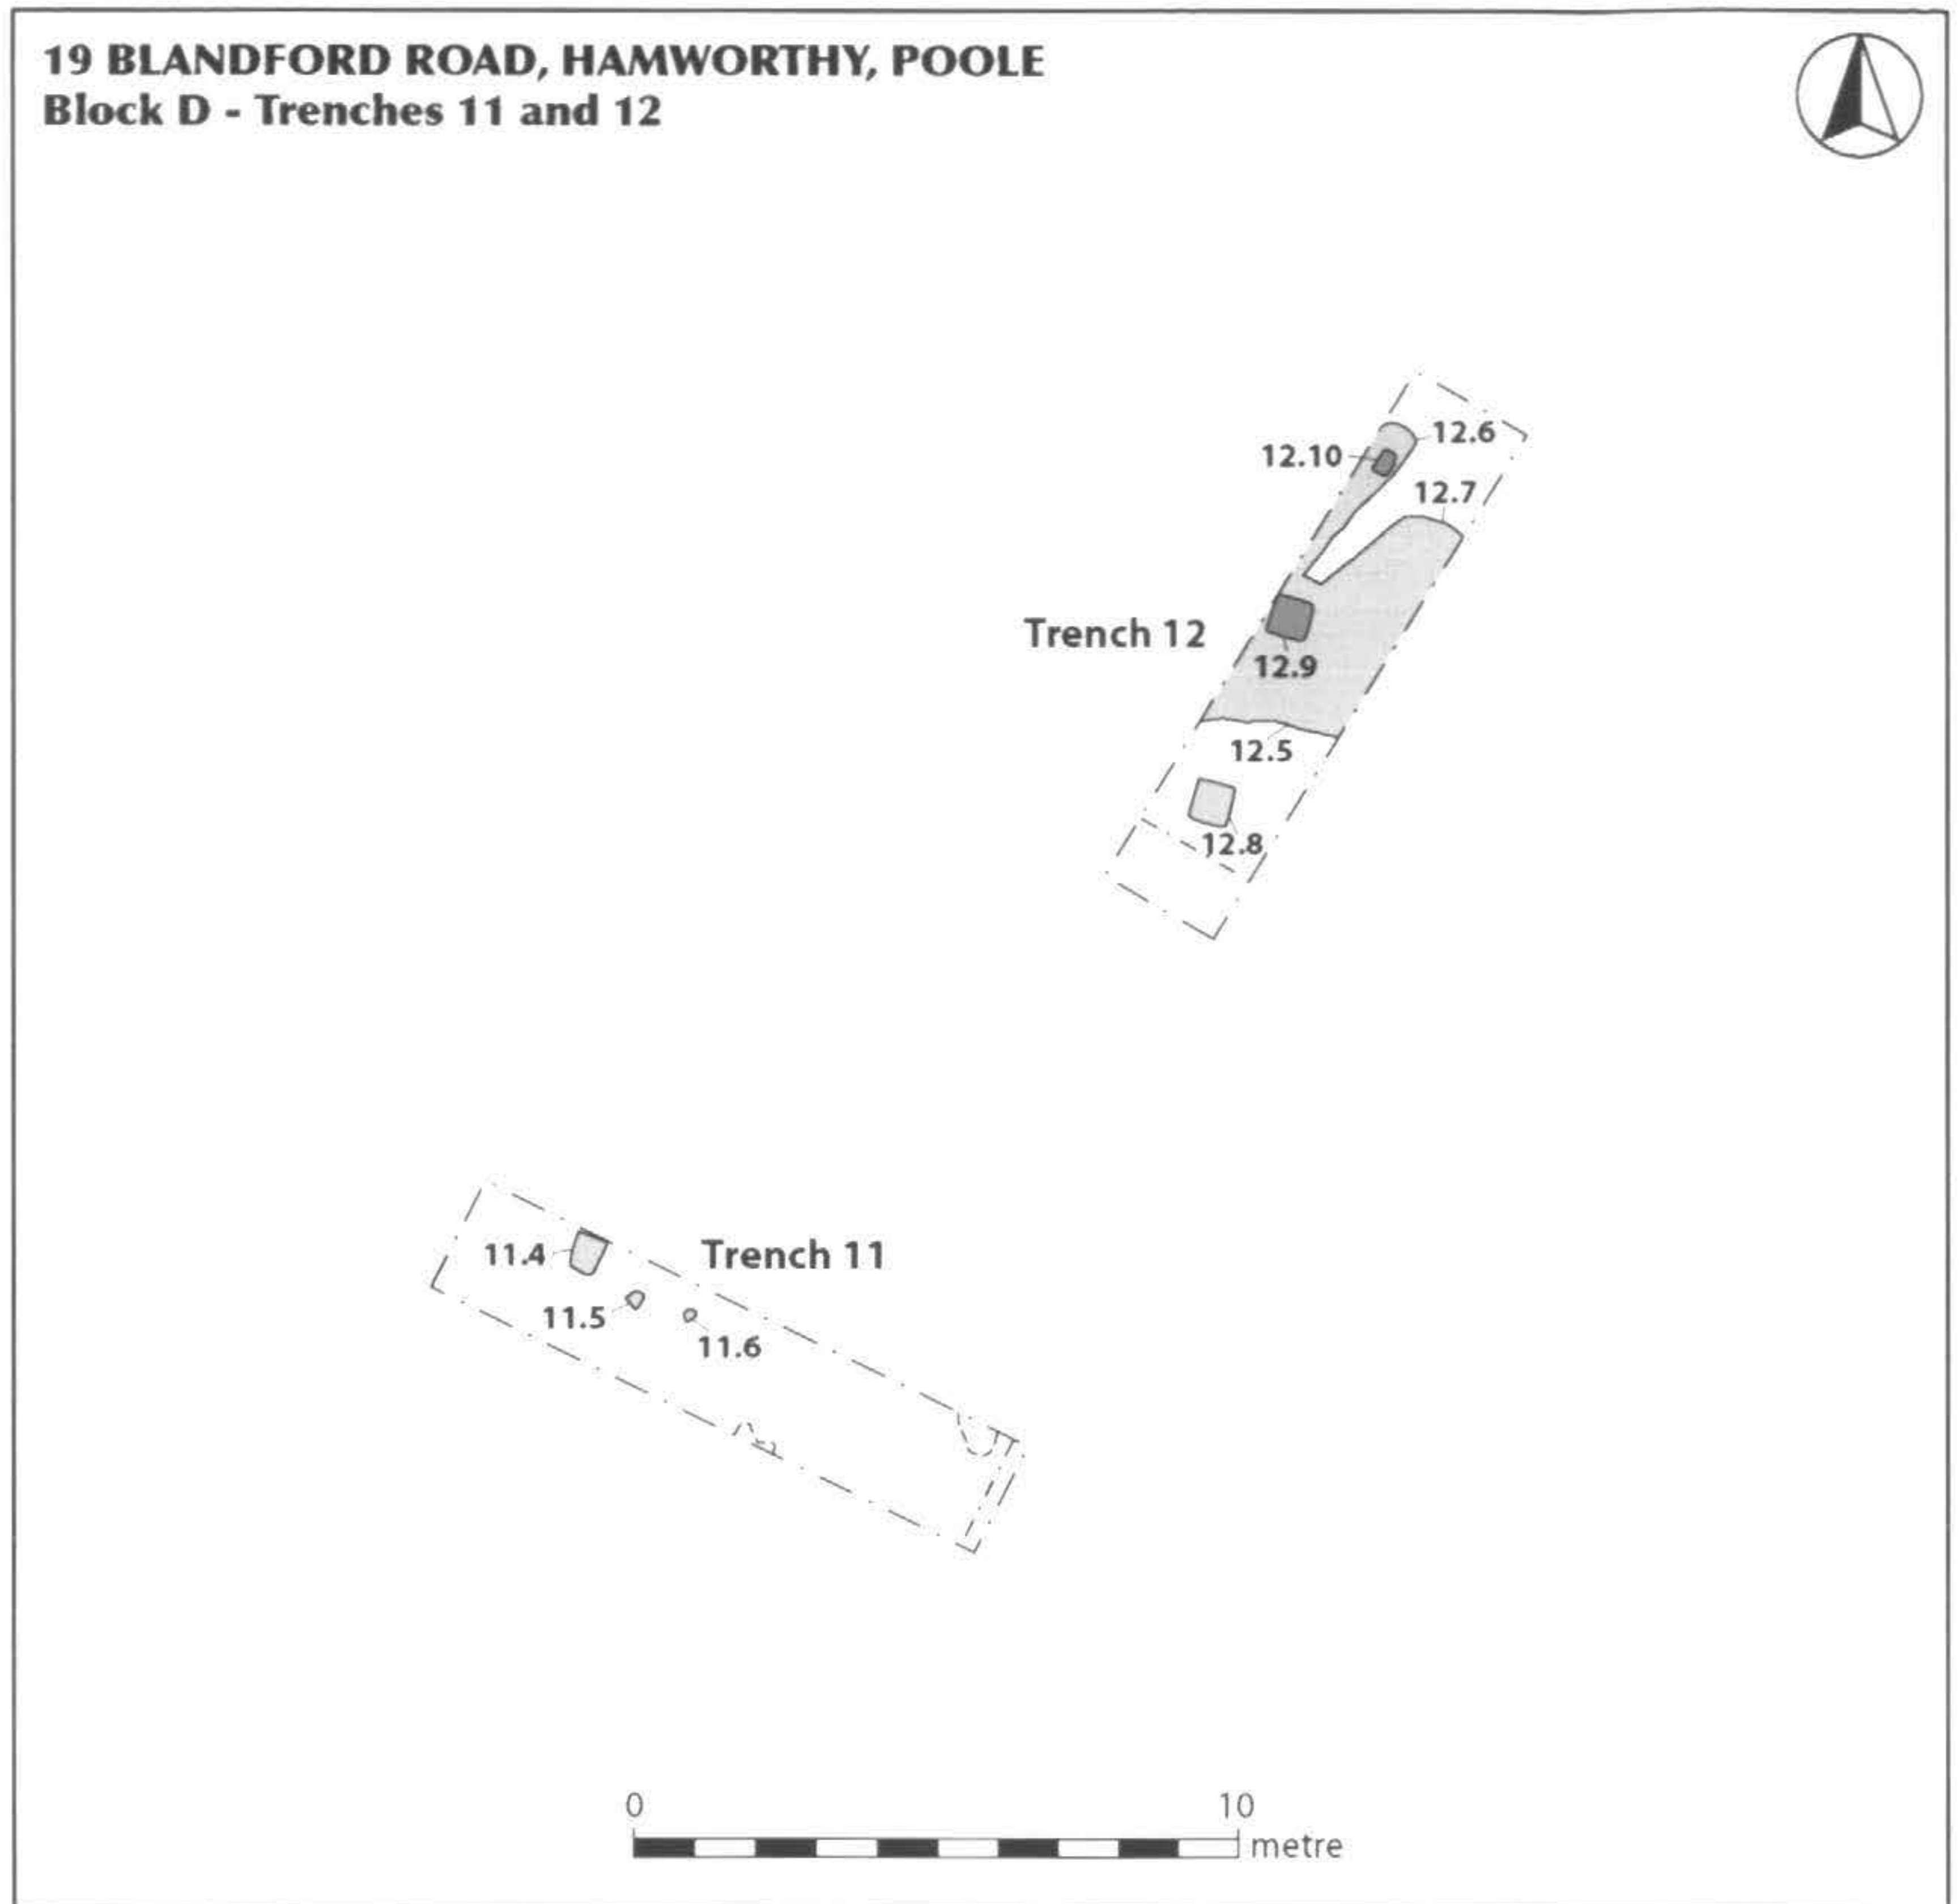 19 BLANDFORD ROAD, HAMWORTHY, POOLE
Block D - Trenches 11 and 12
12.6
12.10
12.7
Trench 12
12.9
12.5
12.8
Trench 11
11.4
11.5
11.6
0 10
metre